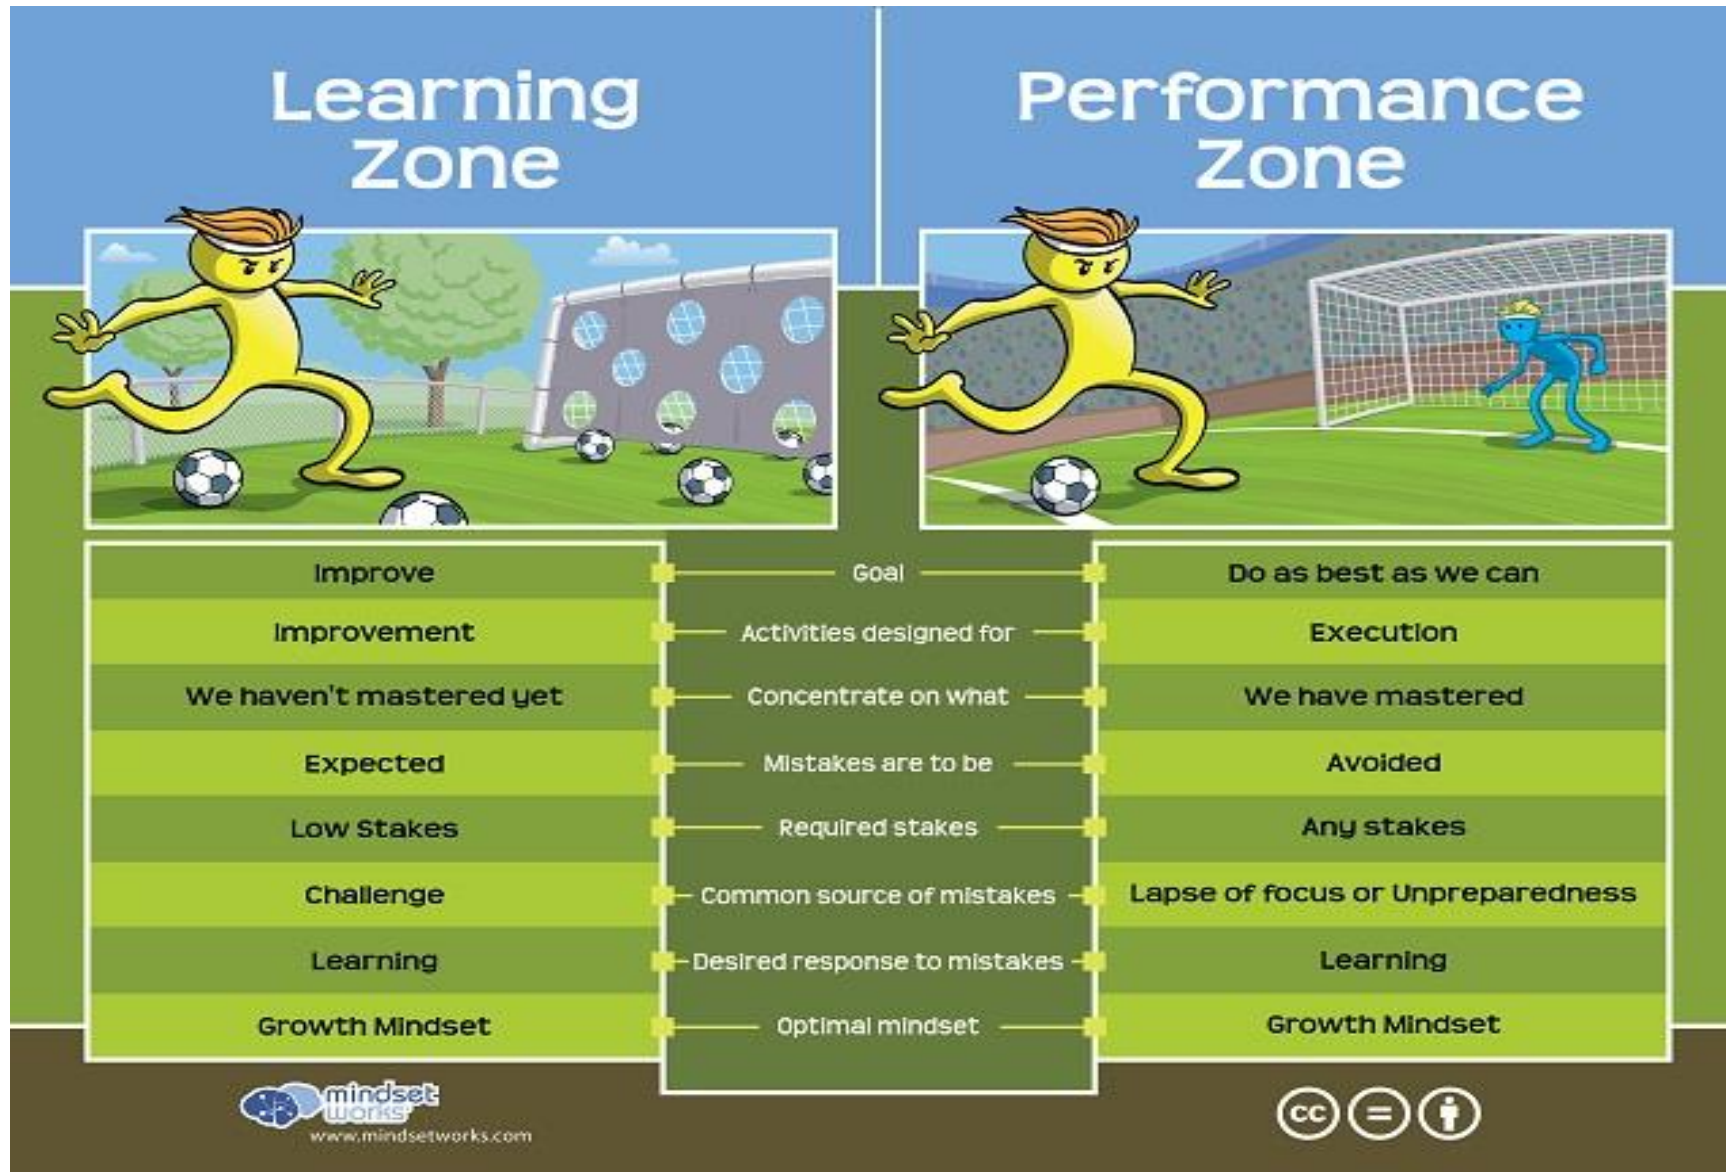 Learning
Zone
Performance
Zone
Improve Goal Do as best as we can
Improvement Activities designed for Execution
We haven't mastered yet Concentrate on what We have mastered
Expected Mistakes are to be Avoided
Low Stakes Required stakes Any stakes
Challenge Common source of mistakes Lapse of focus or Unpreparedness
Learning Desired response to mistakes Learning
Growth Mindset Optimal mindset Growth Mindset
mindset
works
www.mindsetworks.com
cc